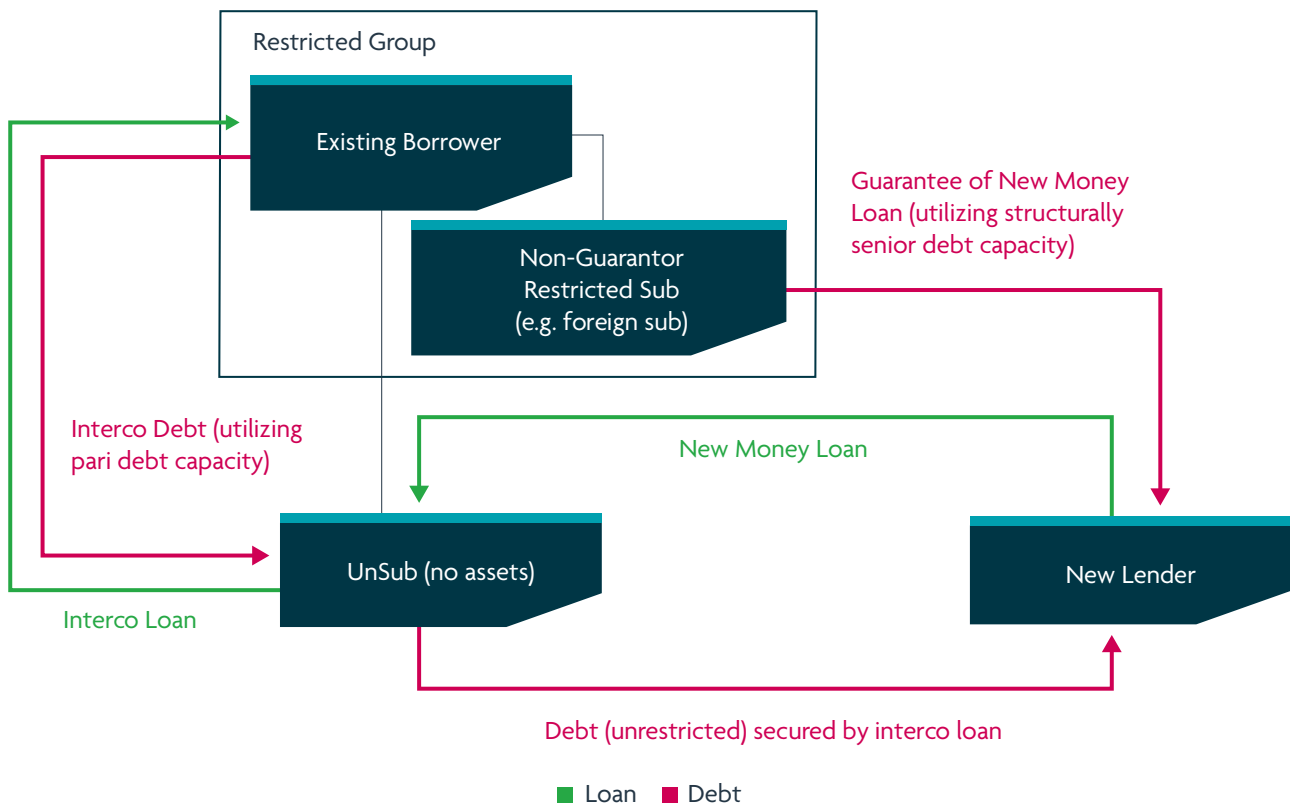 Restricted Group
Existing Borrower
Guarantee of New Money
Loan (utilizing structurally
senior debt capacity)
Non-Guarantor
Restricted Sub
(e.g. foreign sub)
Interco Debt (utilizing
pari debt capacity)
New Money Loan
UnSub (no assets)
New Lender
Interco Loan
Debt (unrestricted) secured by interco loan
Loan
Debt